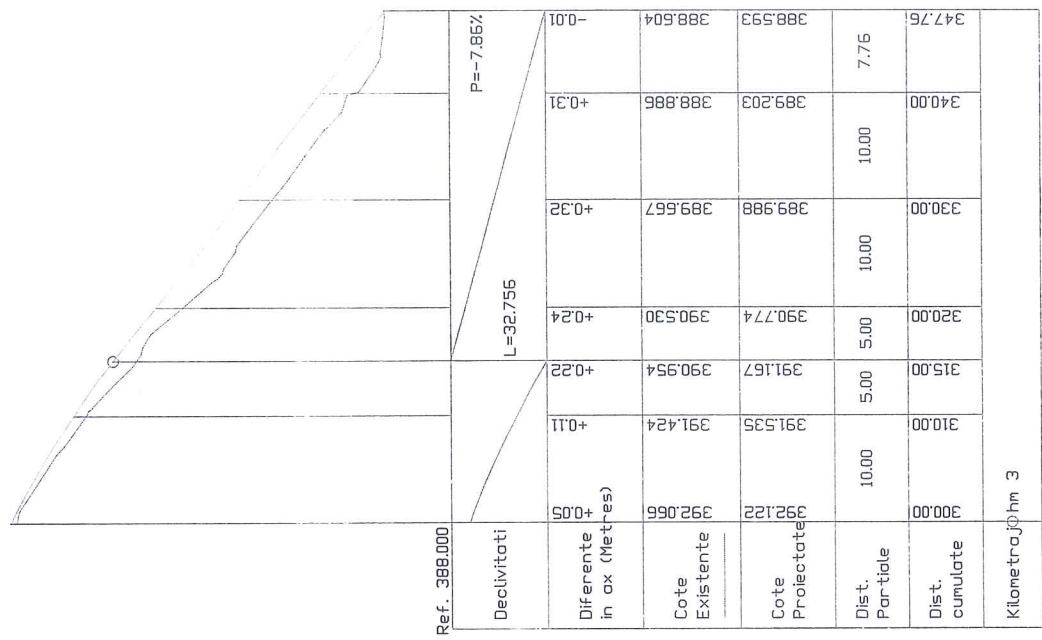 P=-7.86%
L=32.756
Ref. 388.000
Declivitati
Diferente
in ax (Metres)
+0.05 +0.11 +0.22 +0.24 +0.32 +0.31 -0.01
Cote
Existente
392.066 391.424 390.954 390.530 389.667 388.886 388.604
Cote
Proiectate
392.122 391.535 391.167 390.774 389.988 389.203 388.593
Dist.
Partiale
10.00 5.00 5.00 10.00 10.00 7.76
Dist.
cumulate
300.00 310.00 315.00 320.00 330.00 340.00 347.76
Kilometraj hm 3